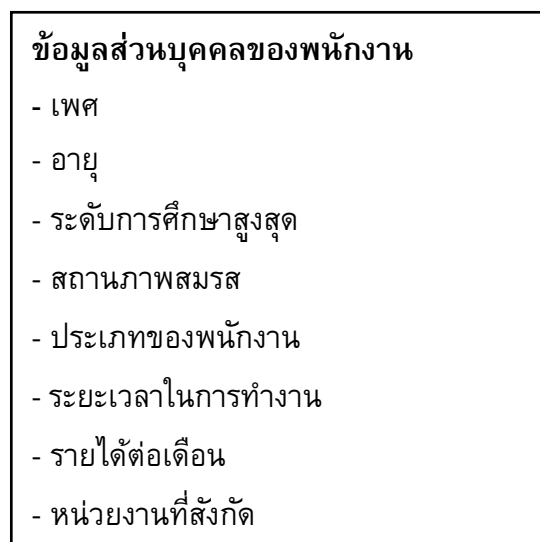 ข้อมูลส่วนบุคคลของพนักงาน
- เพศ
- อายุ
- ระดับการศึกษาสูงสุด
- สถานภาพสมรส
- ประเภทของพนักงาน
- ระยะเวลาในการทำงาน
- รายได้ต่อเดือน
- หน่วยงานที่สังกัด